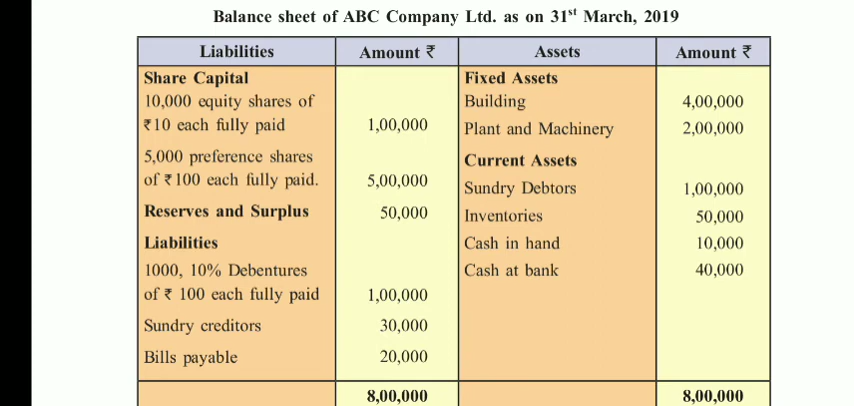 Balance sheet of ABC Company Ltd. as on 31st March, 2019
Liabilities Amount ₹ Assets Amount ₹
Share Capital Fixed Assets
10,000 equity shares of Building 4,00,000
₹10 each fully paid 1,00,000 Plant and Machinery 2,00,000
5,000 preference shares Current Assets
of ₹100 each fully paid. 5,00,000 Sundry Debtors 1,00,000
Reserves and Surplus 50,000 Inventories 50,000
Liabilities Cash in hand 10,000
1000, 10% Debentures Cash at bank 40,000
of ₹ 100 each fully paid 1,00,000
Sundry creditors 30,000
Bills payable 20,000
8,00,000 8,00,000